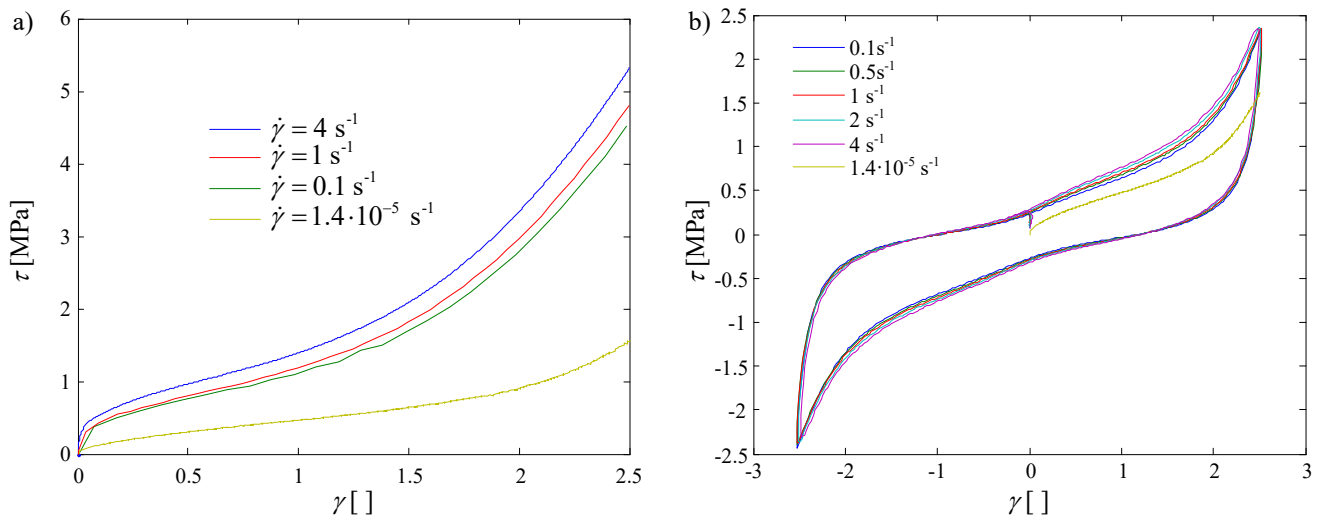 a)
6
5
4
3
2
1
0
τ [MPa]
γ̇ = 4 s⁻¹
γ̇ = 1 s⁻¹
γ̇ = 0.1 s⁻¹
γ̇ = 1.4·10⁻⁵ s⁻¹
0 0.5 1 1.5 2 2.5
γ [ ]
b)
2.5
2
1.5
1
0.5
0
-0.5
-1
-1.5
-2
-2.5
τ [MPa]
0.1s⁻¹
0.5s⁻¹
1 s⁻¹
2 s⁻¹
4 s⁻¹
1.4·10⁻⁵ s⁻¹
-3 -2 -1 0 1 2 3
γ [ ]